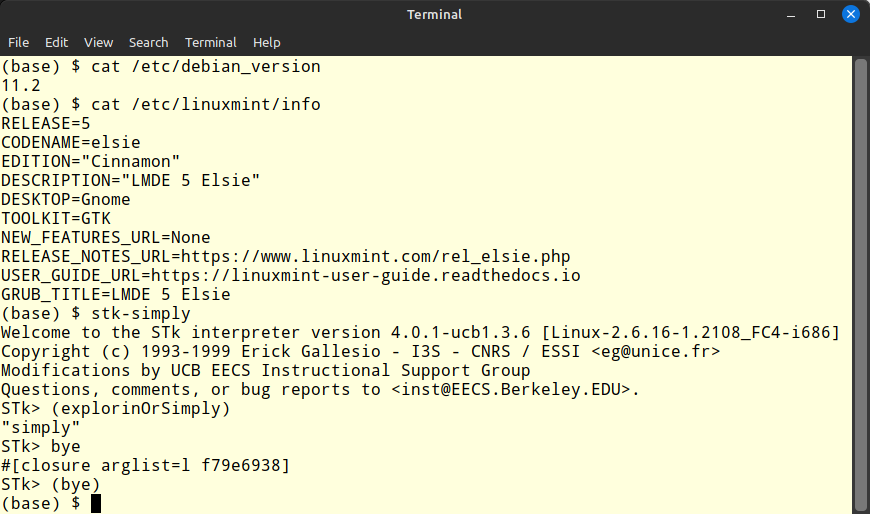 Terminal
File Edit View Search Terminal Help
(base) $ cat /etc/debian_version
11.2
(base) $ cat /etc/linuxmint/info
RELEASE=5
CODENAME=elsie
EDITION="Cinnamon"
DESCRIPTION="LMDE 5 Elsie"
DESKTOP=Gnome
TOOLKIT=GTK
NEW_FEATURES_URL=None
RELEASE_NOTES_URL=https://www.linuxmint.com/rel_elsie.php
USER_GUIDE_URL=https://linuxmint-user-guide.readthedocs.io
GRUB_TITLE=LMDE 5 Elsie
(base) $ stk-simply
Welcome to the STk interpreter version 4.0.1-ucb1.3.6 [Linux-2.6.16-1.2108_FC4-i686]
Copyright (c) 1993-1999 Erick Gallesio - I3S - CNRS / ESSI <eg@unice.fr>
Modifications by UCB EECS Instructional Support Group
Questions, comments, or bug reports to <inst@EECS.Berkeley.EDU>.
STk> (explorinOrSimply)
"simply"
STk> bye
#[closure arglist=l f79e6938]
STk> (bye)
(base) $